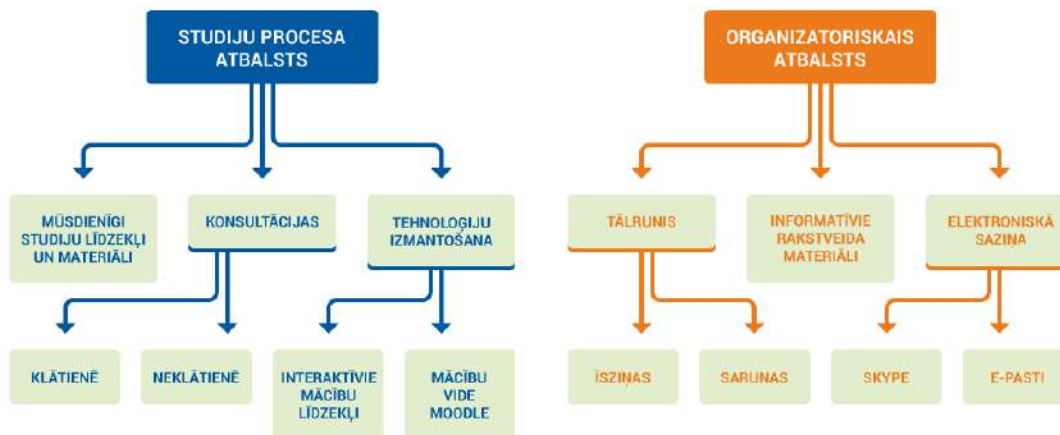 STUDIJU PROCESA
ATBALSTS
MŪSDIENĪGI
STUDIJU LĪDZEKĻI
UN MATERIĀLI
KONSULTĀCIJAS
TEHNOLOĢIJU
IZMANTOŠANA
KLĀTIENĒ
NEKLĀTIENĒ
INTERAKTĪVIE
MĀCĪBU
LĪDZEKĻI
MĀCĪBU
VIDE
MOODLE
ORGANIZATORISKAIS
ATBALSTS
TĀLRUNIS
INFORMATĪVIE
RAKSTVEIDA
MATERIĀLI
ELEKTRONISKĀ
SAZIŅA
ĪSZIŅAS
SARUNAS
SKYPE
E-PASTI